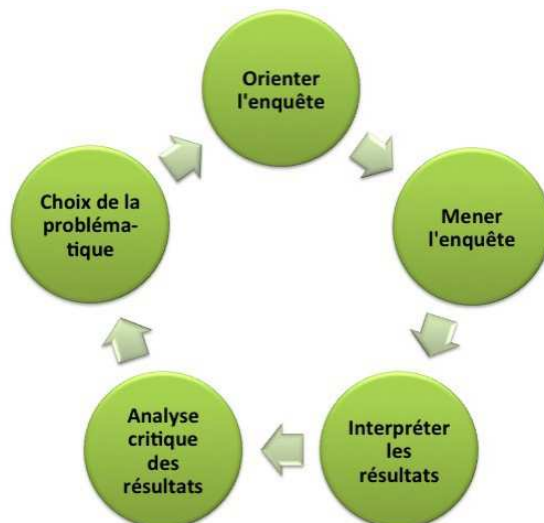 Orienter
l'enquête
Mener
l'enquête
Interpréter
les
résultats
Analyse
critique
des
résultats
Choix de la
probléma-
tique